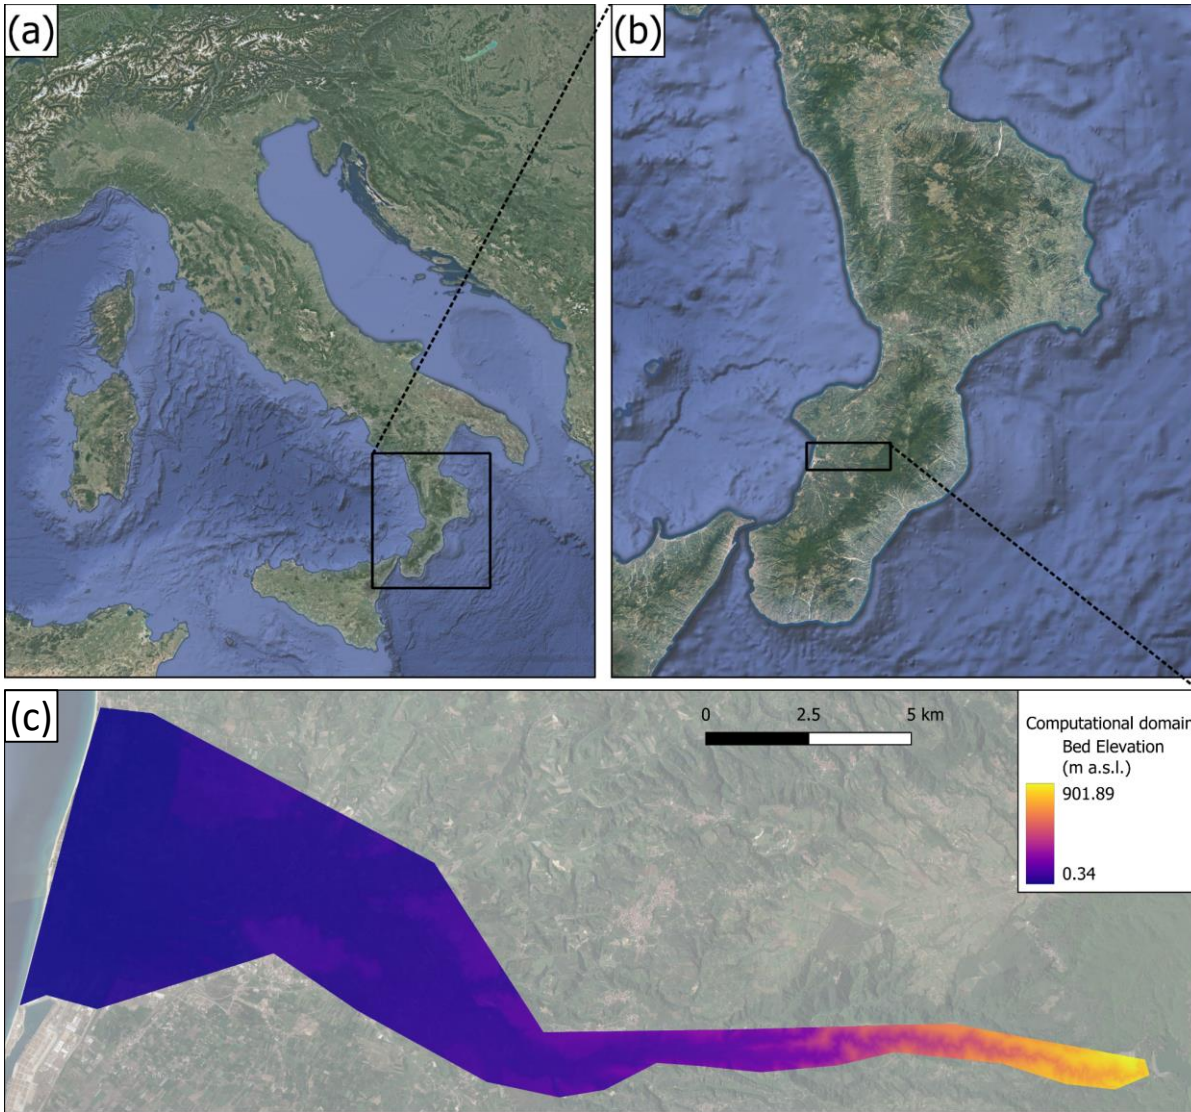 (a)
(b)
(c)
0 2.5 5 km
Computational domain
Bed Elevation
(m a.s.l.)
901.89
0.34